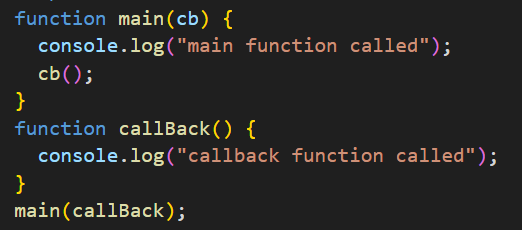 function main(cb) {
  console.log("main function called");
  cb();
}
function callBack() {
  console.log("callback function called");
}
main(callBack);